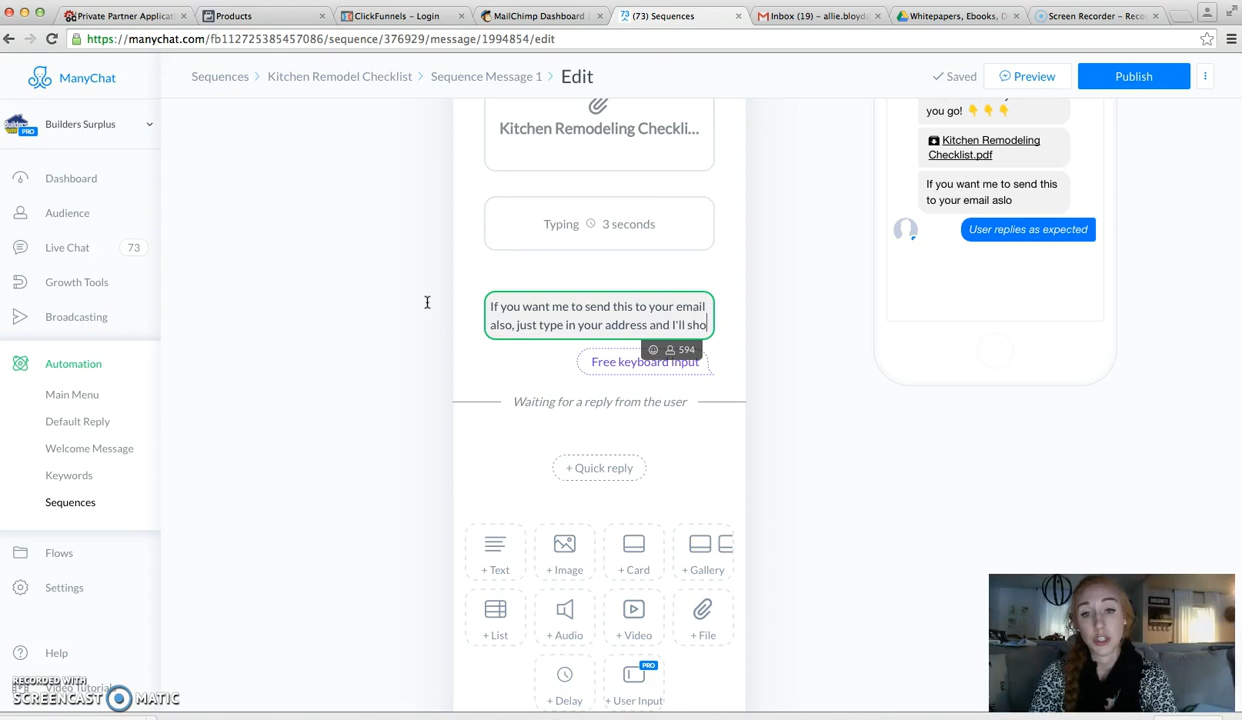 Private Partner Applicat
Products
ClickFunnels - Login
MailChimp Dashboard
(73) Sequences
Inbox (19) - allie.bloyd
Whitepapers, Ebooks, D
Screen Recorder - Reco
https://manychat.com/fb112725385457086/sequence/376929/message/1994854/edit
ManyChat
Sequences > Kitchen Remodel Checklist > Sequence Message 1 > Edit
Saved
Preview
Publish
Builders Surplus
PRO
Dashboard
Audience
Live Chat 73
Growth Tools
Broadcasting
Automation
Main Menu
Default Reply
Welcome Message
Keywords
Sequences
Flows
Settings
Help
Video Tutorial
RECORDED WITH
SCREENCAST MATIC
Kitchen Remodeling Checkli...
Typing 3 seconds
If you want me to send this to your email
also, just type in your address and I'll sho
594
Free keyboard input
Waiting for a reply from the user
+ Quick reply
+ Text
+ Image
+ Card
+ Gallery
+ List
+ Audio
+ Video
+ File
+ Delay
PRO
+ User Input
you go!
Kitchen Remodeling
Checklist.pdf
If you want me to send this
to your email aslo
User replies as expected